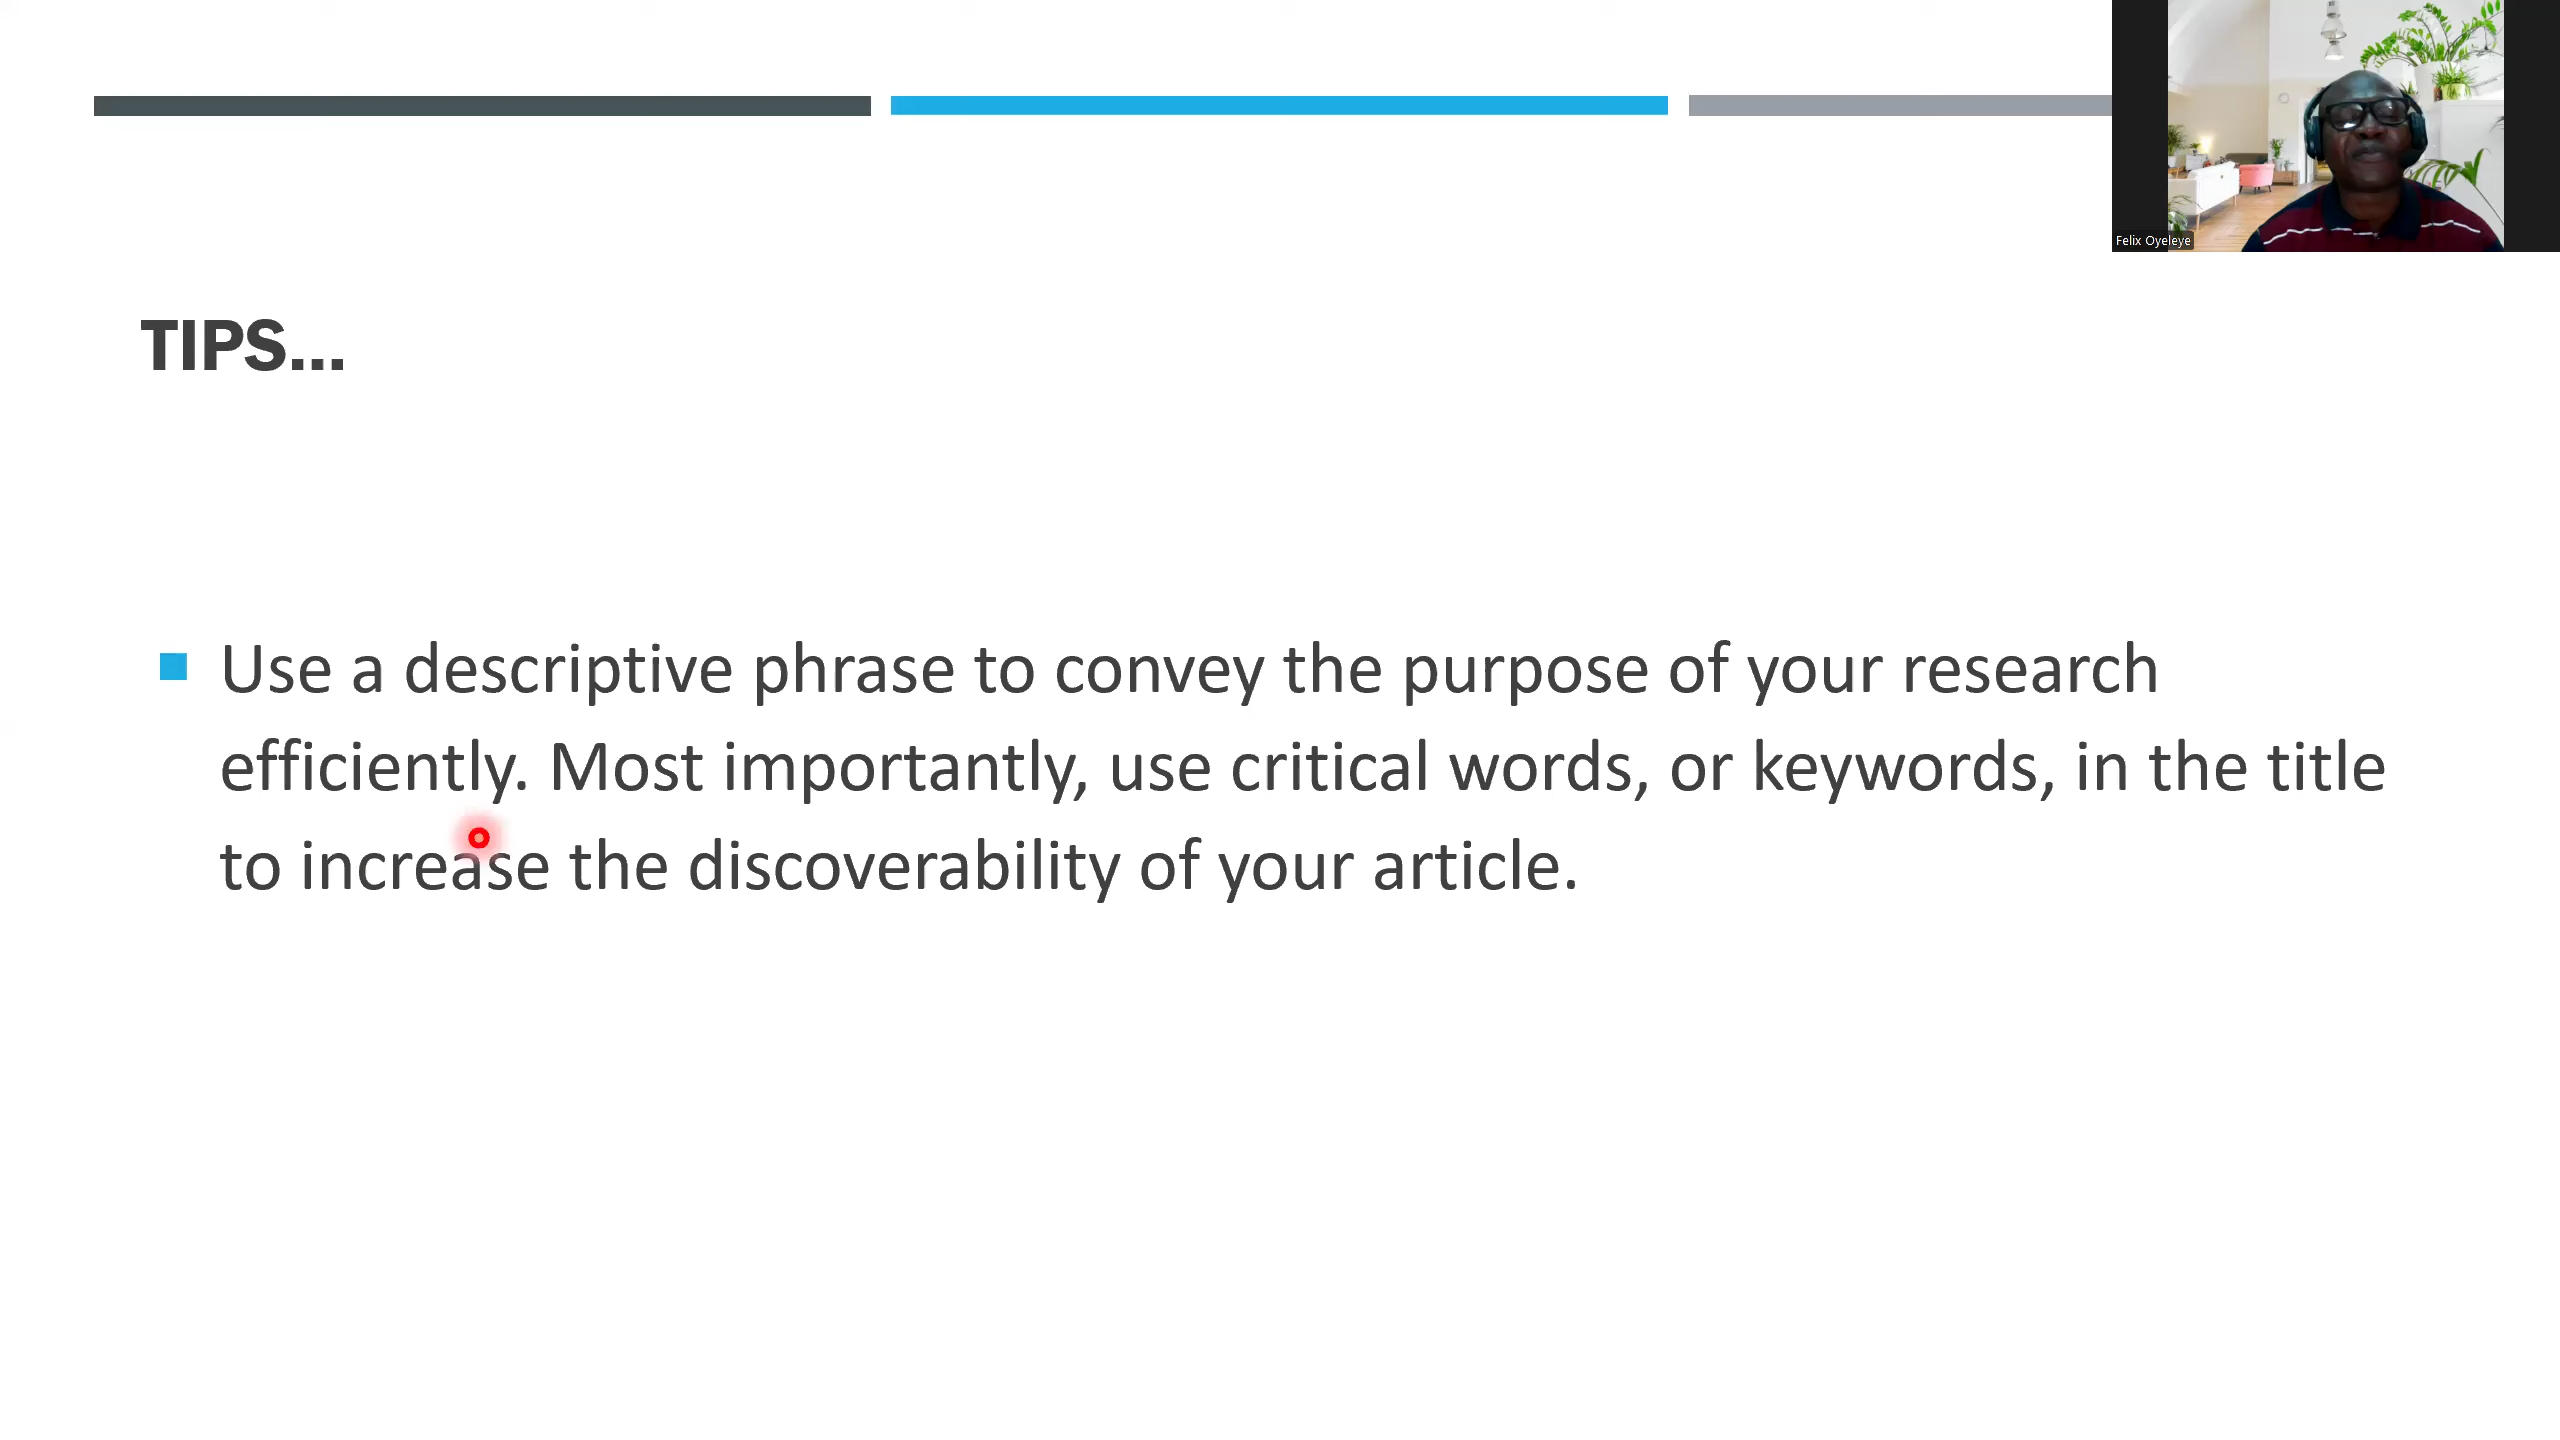 Felix Oyeleye
TIPS...
Use a descriptive phrase to convey the purpose of your research
efficiently. Most importantly, use critical words, or keywords, in the title
to increase the discoverability of your article.